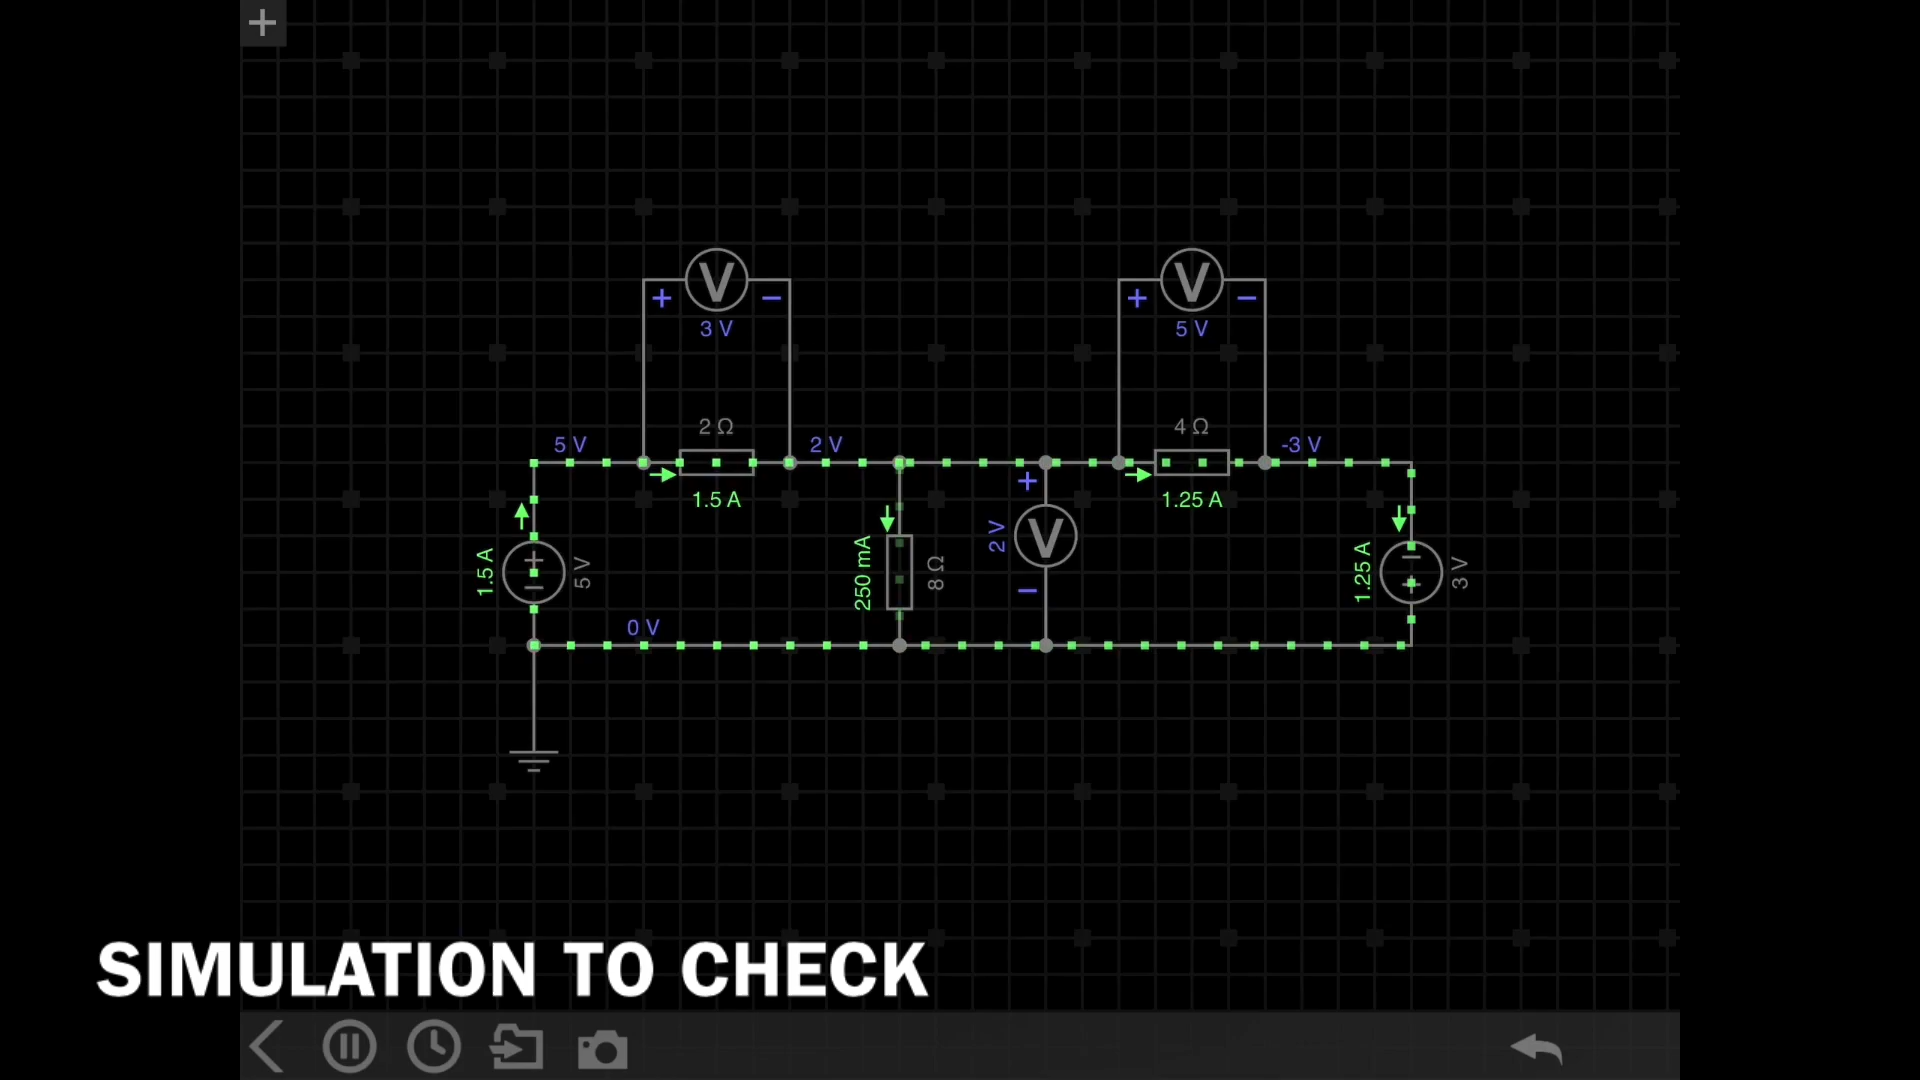 +
V
V
+ −
+ −
3 V
5 V
2 Ω
4 Ω
5 V
2 V
-3 V
1.5 A
1.25 A
+
2 V
V
−
1.5 A
+
−
5 V
250 mA
8 Ω
1.25 A
−
+
3 V
0 V
SIMULATION TO CHECK